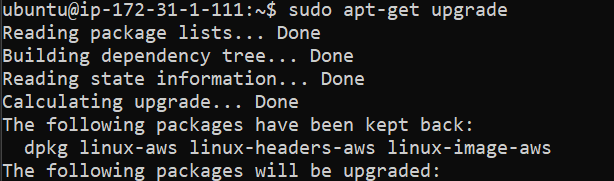 ubuntu@ip-172-31-1-111:~$ sudo apt-get upgrade
Reading package lists... Done
Building dependency tree... Done
Reading state information... Done
Calculating upgrade... Done
The following packages have been kept back:
  dpkg linux-aws linux-headers-aws linux-image-aws
The following packages will be upgraded: